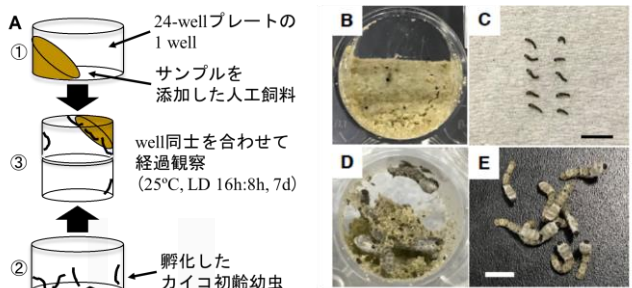 A
①
24-wellプレートの
1 well
サンプルを
添加した人工飼料
③
well同士を合わせて
経過観察
(25ºC, LD 16h:8h, 7d)
②
孵化した
カイコ初齢幼虫
B
C
D
E